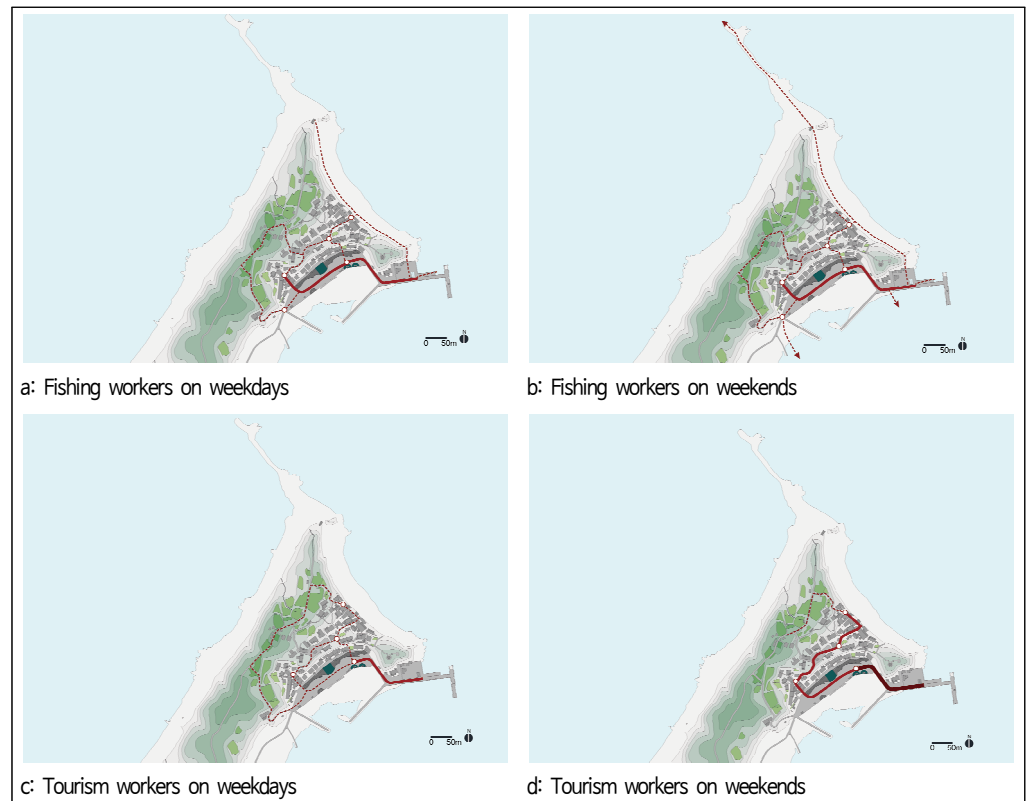 N
0 50m
N
0 50m
a: Fishing workers on weekdays
b: Fishing workers on weekends
N
0 50m
N
0 50m
c: Tourism workers on weekdays
d: Tourism workers on weekends